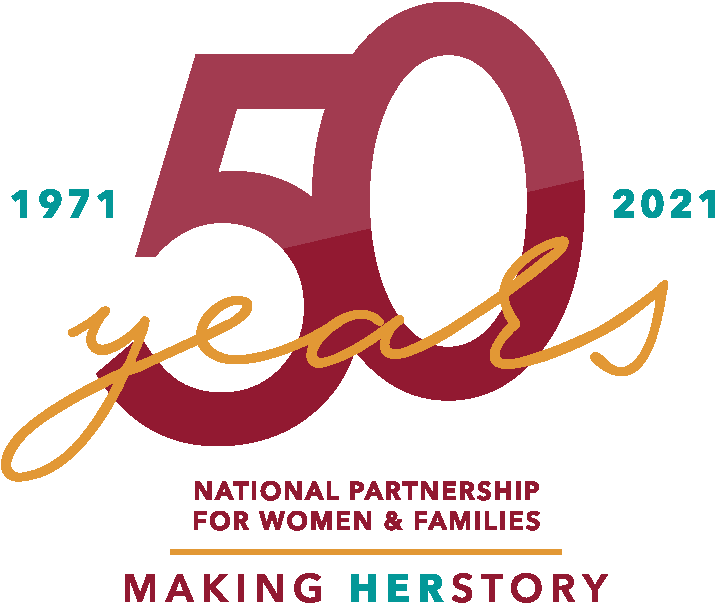 50
1971
2021
years
NATIONAL PARTNERSHIP
FOR WOMEN & FAMILIES
MAKING HERSTORY